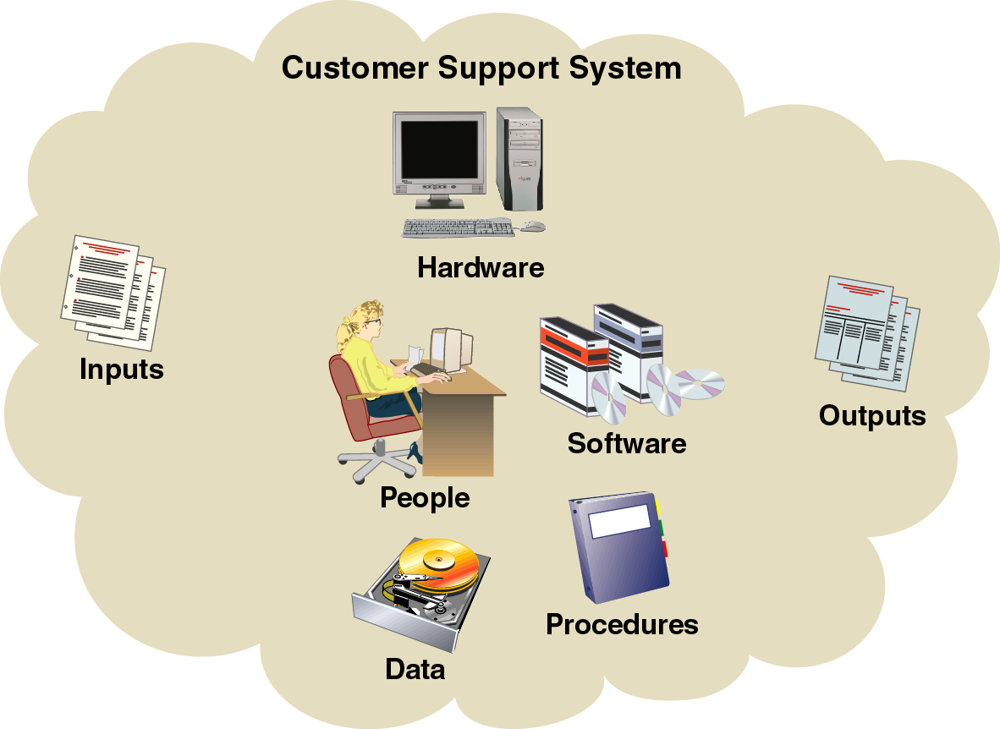 Customer Support System
Hardware
Inputs
Software
Outputs
People
Procedures
Data